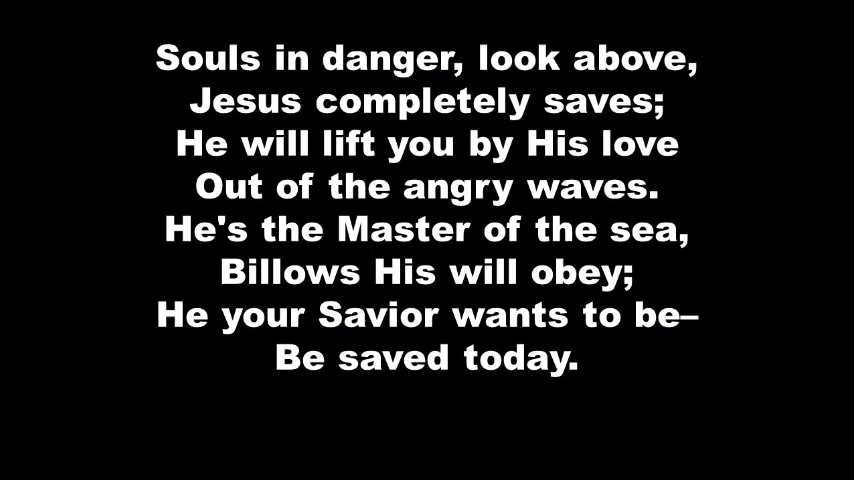 Souls in danger, look above,
Jesus completely saves;
He will lift you by His love
Out of the angry waves.
He's the Master of the sea,
Billows His will obey;
He your Savior wants to be–
Be saved today.